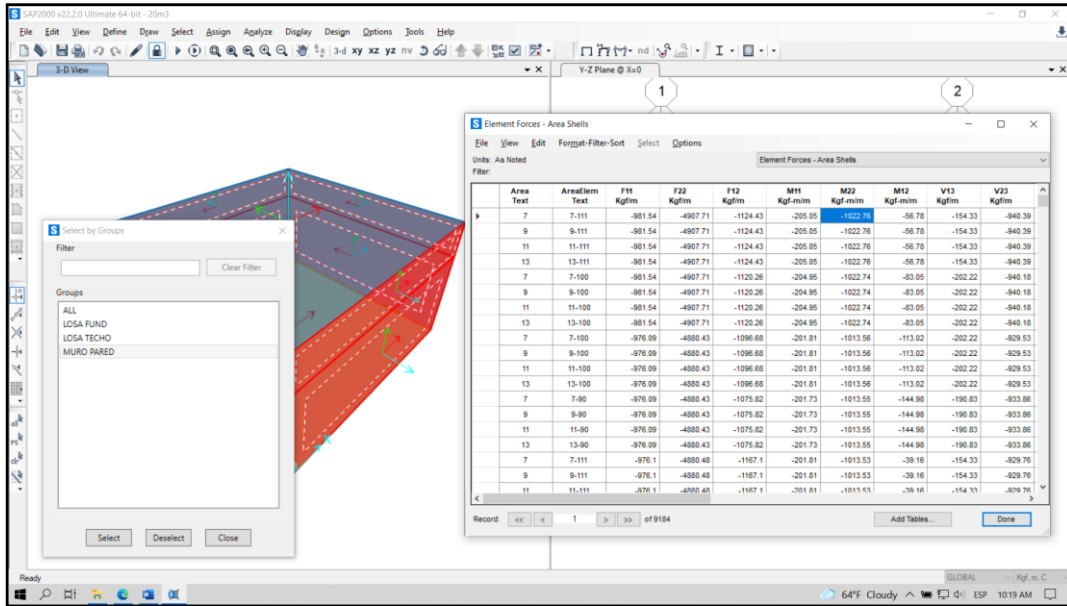 SAP2000 v22.2.0 Ultimate 64-bit - 20m3
File Edit View Define Draw Select Assign Analyze Display Design Options Tools Help
3-d xy xz yz nv nd
3-D View
Y-Z Plane @ X=0
1 2
Select by Groups
Filter
Clear Filter
Groups
ALL
LOSA FUND
LOSA TECHO
MURO PARED
Select Deselect Close
Element Forces - Area Shells
File View Edit Format-Filter-Sort Select Options
Units: As Noted Element Forces - Area Shells
Filter:
Area AreaElem F11 F22 F12 M11 M22 M12 V13 V23
Text Text Kgf/m Kgf/m Kgf/m Kgf-m/m Kgf-m/m Kgf-m/m Kgf/m Kgf/m
7 7-111 -981.54 -4907.71 -1124.43 -205.05 -1022.76 -56.78 -154.33 -940.39
9 9-111 -981.54 -4907.71 -1124.43 -205.05 -1022.76 -56.78 -154.33 -940.39
11 11-111 -981.54 -4907.71 -1124.43 -205.05 -1022.76 -56.78 -154.33 -940.39
13 13-111 -981.54 -4907.71 -1124.43 -205.05 -1022.76 -56.78 -154.33 -940.39
7 7-100 -981.54 -4907.71 -1120.26 -204.95 -1022.74 -83.05 -202.22 -940.18
9 9-100 -981.54 -4907.71 -1120.26 -204.95 -1022.74 -83.05 -202.22 -940.18
11 11-100 -981.54 -4907.71 -1120.26 -204.95 -1022.74 -83.05 -202.22 -940.18
13 13-100 -981.54 -4907.71 -1120.26 -204.95 -1022.74 -83.05 -202.22 -940.18
7 7-100 -976.09 -4880.43 -1096.68 -201.81 -1013.56 -113.02 -202.22 -929.53
9 9-100 -976.09 -4880.43 -1096.68 -201.81 -1013.56 -113.02 -202.22 -929.53
11 11-100 -976.09 -4880.43 -1096.68 -201.81 -1013.56 -113.02 -202.22 -929.53
13 13-100 -976.09 -4880.43 -1096.68 -201.81 -1013.56 -113.02 -202.22 -929.53
7 7-90 -976.09 -4880.43 -1075.82 -201.73 -1013.55 -144.98 -190.83 -933.86
9 9-90 -976.09 -4880.43 -1075.82 -201.73 -1013.55 -144.98 -190.83 -933.86
11 11-90 -976.09 -4880.43 -1075.82 -201.73 -1013.55 -144.98 -190.83 -933.86
13 13-90 -976.09 -4880.43 -1075.82 -201.73 -1013.55 -144.98 -190.83 -933.86
7 7-111 -976.1 -4880.48 -1167.1 -201.81 -1013.53 -39.16 -154.33 -929.76
9 9-111 -976.1 -4880.48 -1167.1 -201.81 -1013.53 -39.16 -154.33 -929.76
11 11-111 -976.1 -4880.48 -1167.1 -201.81 -1013.53 -39.16 -154.33 -929.76
Record: << < 1 > >> of 9184 Add Tables... Done
Ready GLOBAL Kgf, m, C
64°F Cloudy ESP 10:19 AM